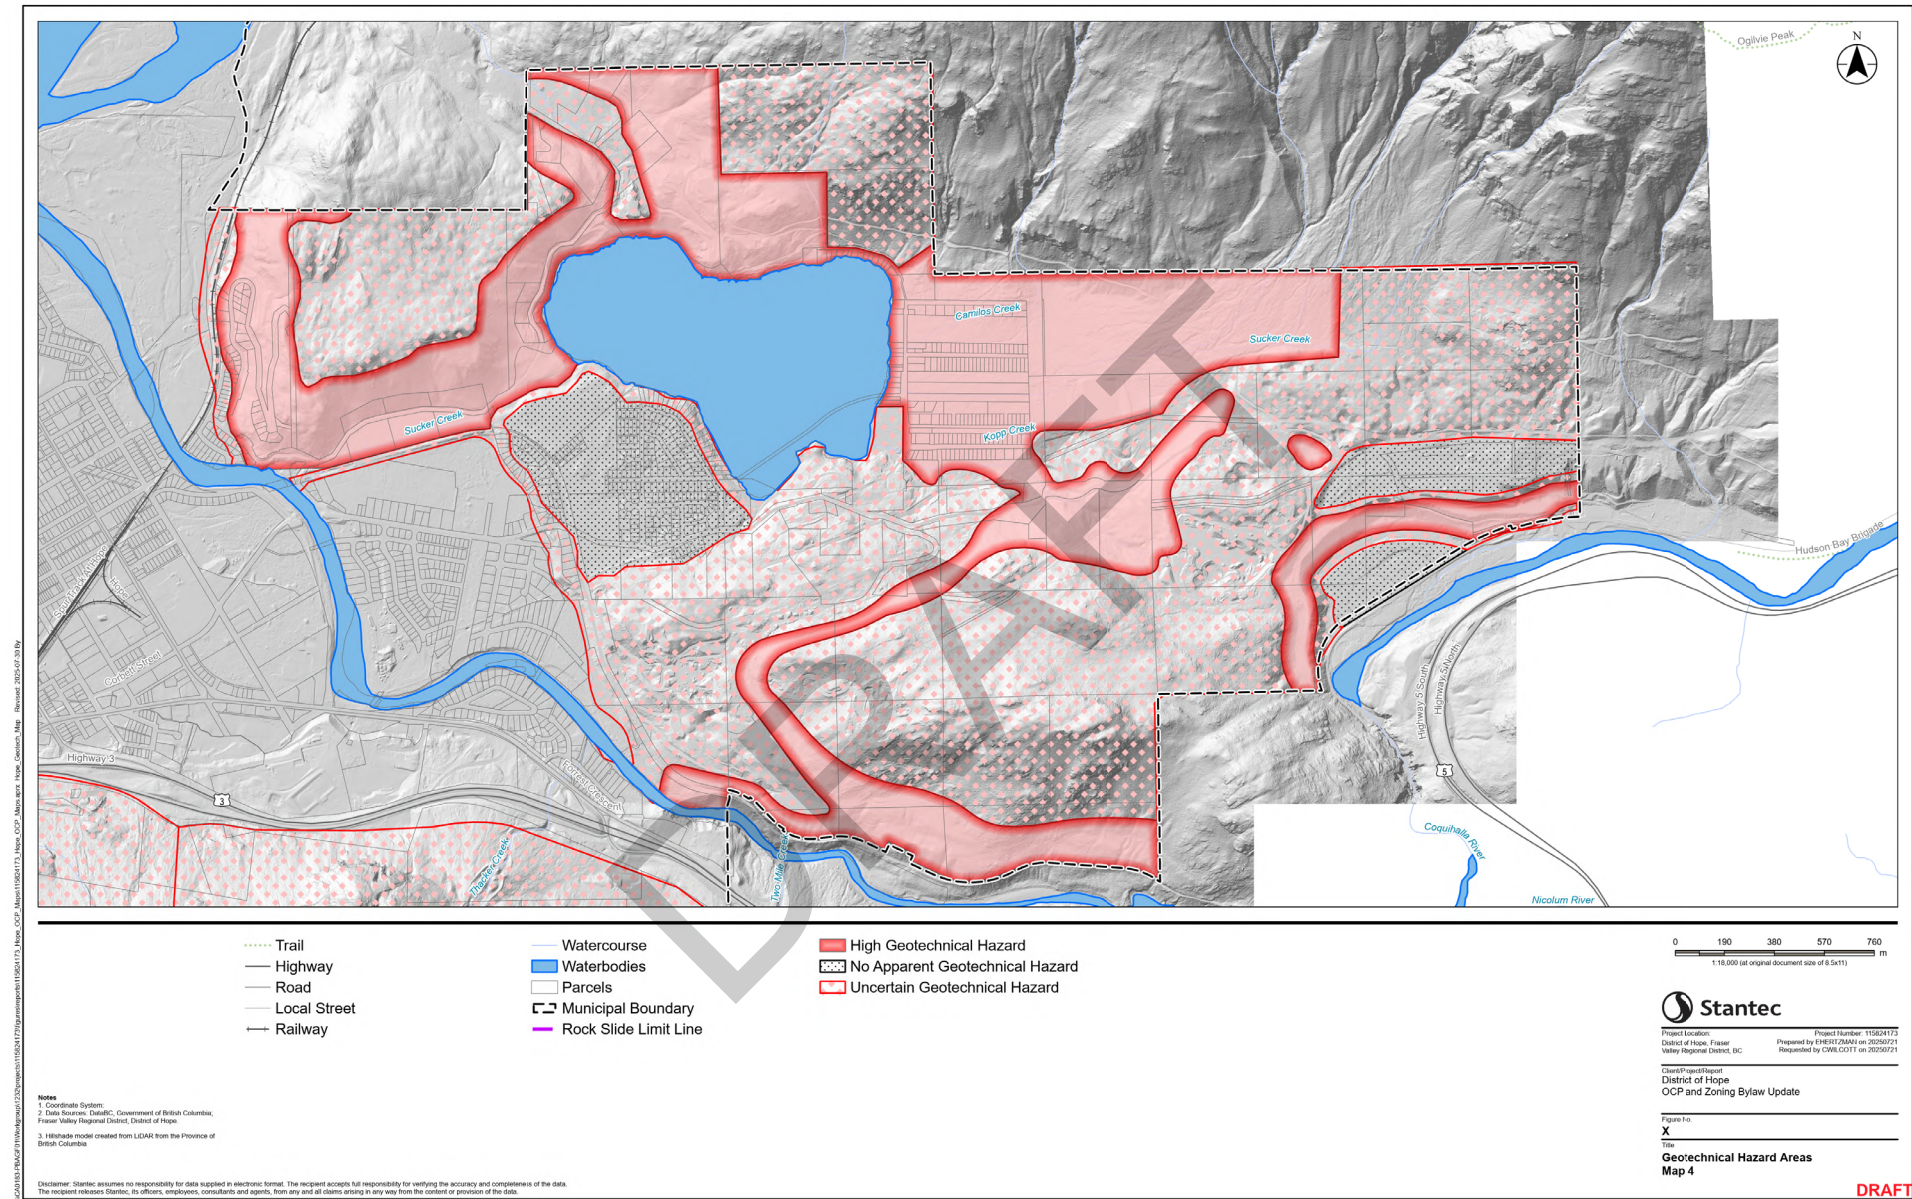 Ogilvie Peak
N
Camilos Creek
Sucker Creek
Sucker Creek
Kopp Creek
Hudson Bay Brigade
Hope
Corbett Street
Highway 5 South
Highway 5 North
Highway 3
3
5
Forrest Crescent
Thacker Creek
Two Mile Creek
Coquihalla River
Nicolum River
DRAFT
Trail
Highway
Road
Local Street
Railway
Watercourse
Waterbodies
Parcels
Municipal Boundary
Rock Slide Limit Line
High Geotechnical Hazard
No Apparent Geotechnical Hazard
Uncertain Geotechnical Hazard
0 190 380 570 760
m
1:18,000 (at original document size of 8.5x11)
Stantec
Project Location: Project Number: 115824173
District of Hope, Fraser Prepared by EHERTZMAN on 20250721
Valley Regional District, BC Requested by CWILCOTT on 20250721
Client/Project/Report
District of Hope
OCP and Zoning Bylaw Update
Figure No.
X
Title
Geotechnical Hazard Areas
Map 4
DRAFT
Notes
1. Coordinate System:
2. Data Sources: DataBC, Government of British Columbia;
Fraser Valley Regional District, District of Hope
3. Hillshade model created from LiDAR from the Province of
British Columbia
Disclaimer: Stantec assumes no responsibility for data supplied in electronic format. The recipient accepts full responsibility for verifying the accuracy and completeness of the data.
The recipient releases Stantec, its officers, employees, consultants and agents, from any and all claims arising in any way from the content or provision of the data.
Revised: 2025-07-30 By